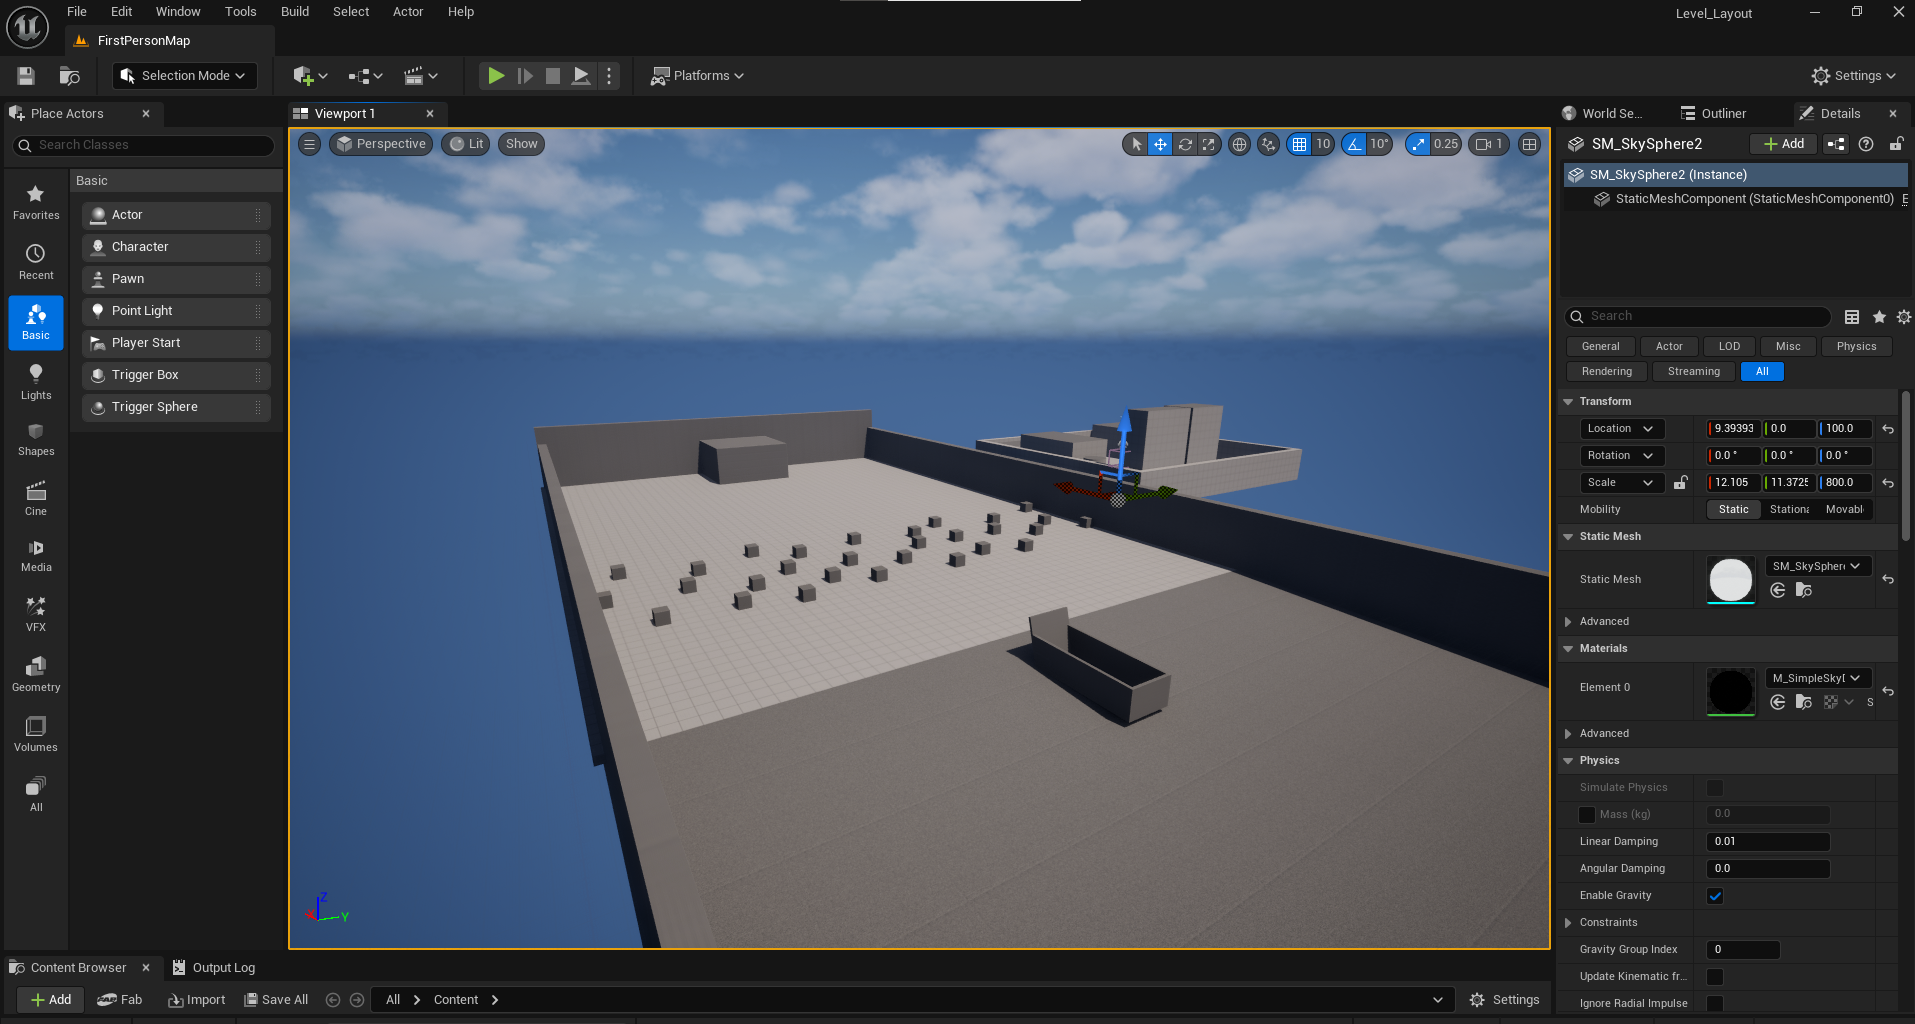 File Edit Window Tools Build Select Actor Help
Level_Layout
FirstPersonMap
Selection Mode
Platforms
Settings
Place Actors
Viewport 1
World Se...
Outliner
Details
Search Classes
Perspective
Lit
Show
10
10°
0.25
1
SM_SkySphere2
Add
Basic
SM_SkySphere2 (Instance)
StaticMeshComponent (StaticMeshComponent0)
Favorites
Recent
Basic
Lights
Shapes
Cine
Media
VFX
Geometry
Volumes
All
Actor
Character
Pawn
Point Light
Player Start
Trigger Box
Trigger Sphere
Search
General Actor LOD Misc Physics
Rendering Streaming All
Transform
Location 9.39393 0.0 100.0
Rotation 0.0 ° 0.0 ° 0.0 °
Scale 12.105 11.3725 800.0
Mobility Static Stationa Movabl
Static Mesh
Static Mesh SM_SkySphere
Advanced
Materials
Element 0 M_SimpleSkyD
S
Advanced
Physics
Simulate Physics
Mass (kg) 0.0
Linear Damping 0.01
Angular Damping 0.0
Enable Gravity
Constraints
Gravity Group Index 0
Update Kinematic fr...
Ignore Radial Impulse
Z
X
Y
Content Browser
Output Log
Add
Fab
Import
Save All
All
Content
Settings